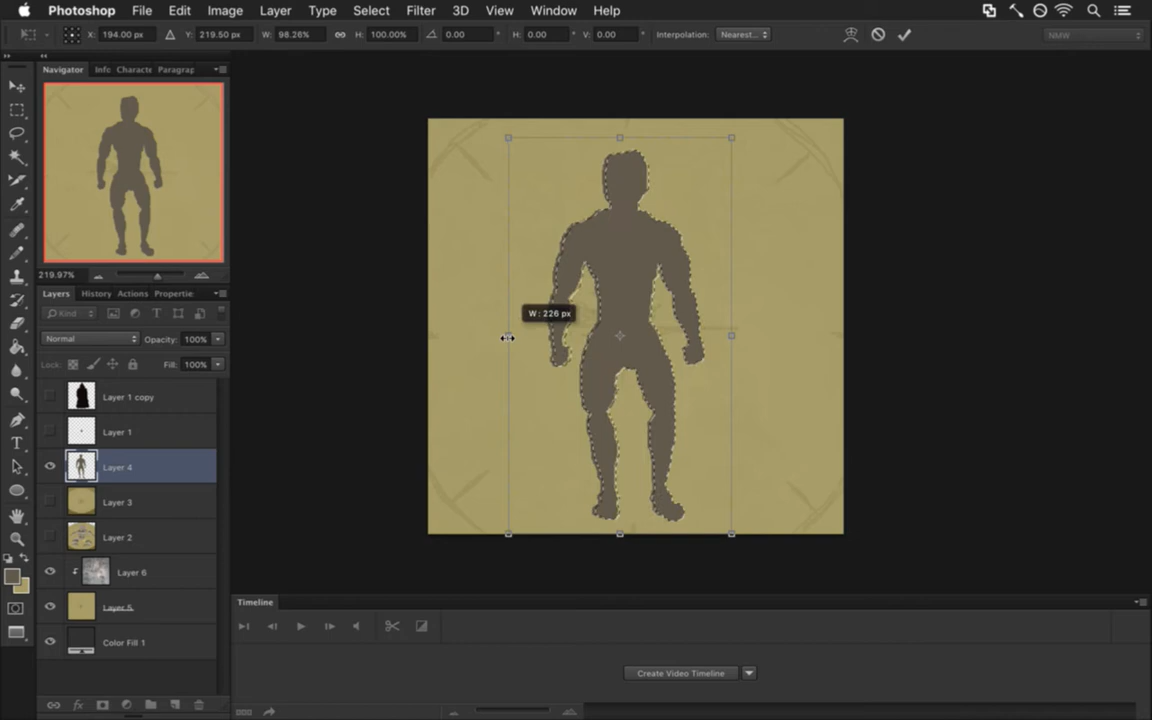 Photoshop File Edit Image Layer Type Select Filter 3D View Window Help
X: 194.00 px Y: 219.50 px W: 98.26% H: 100.00% 0.00 ° H: 0.00 ° V: 0.00 ° Interpolation: Nearest... NMW
Navigator Info Characte Paragrap
219.97%
Layers History Actions Propertie
Kind
Normal Opacity: 100%
Lock: Fill: 100%
Layer 1 copy
Layer 1
Layer 4
Layer 3
Layer 2
Layer 6
Layer 5
Color Fill 1
W : 226 px
Timeline
Create Video Timeline